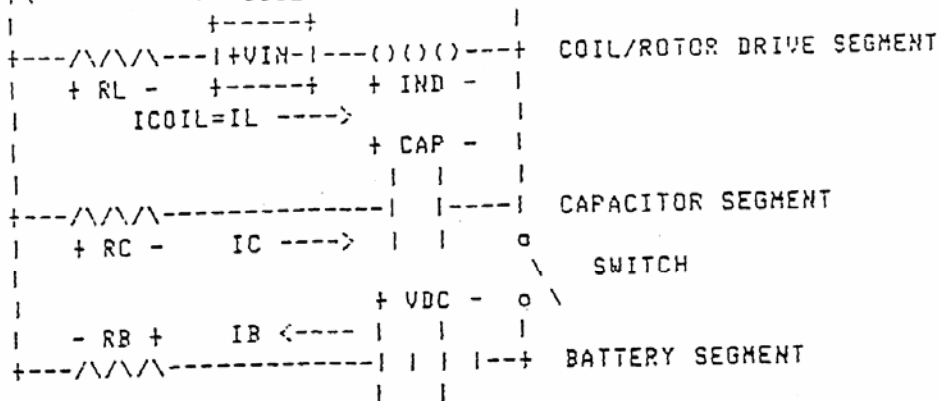 +VIN- COIL/ROTOR DRIVE SEGMENT
+ RL - + IND -
ICOIL=IL ---->
+ CAP -
CAPACITOR SEGMENT
+ RC - IC ---->
SWITCH
+ VDC -
- RB + IB <----
BATTERY SEGMENT